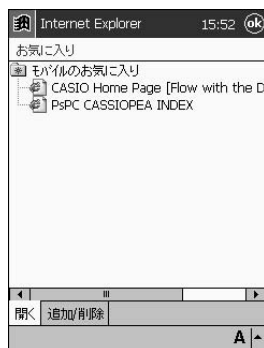 Internet Explorer 15:52 ok
お気に入り
モバイルのお気に入り
CASIO Home Page [Flow with the D
PsPC CASSIOPEA INDEX
開く 追加/削除
A